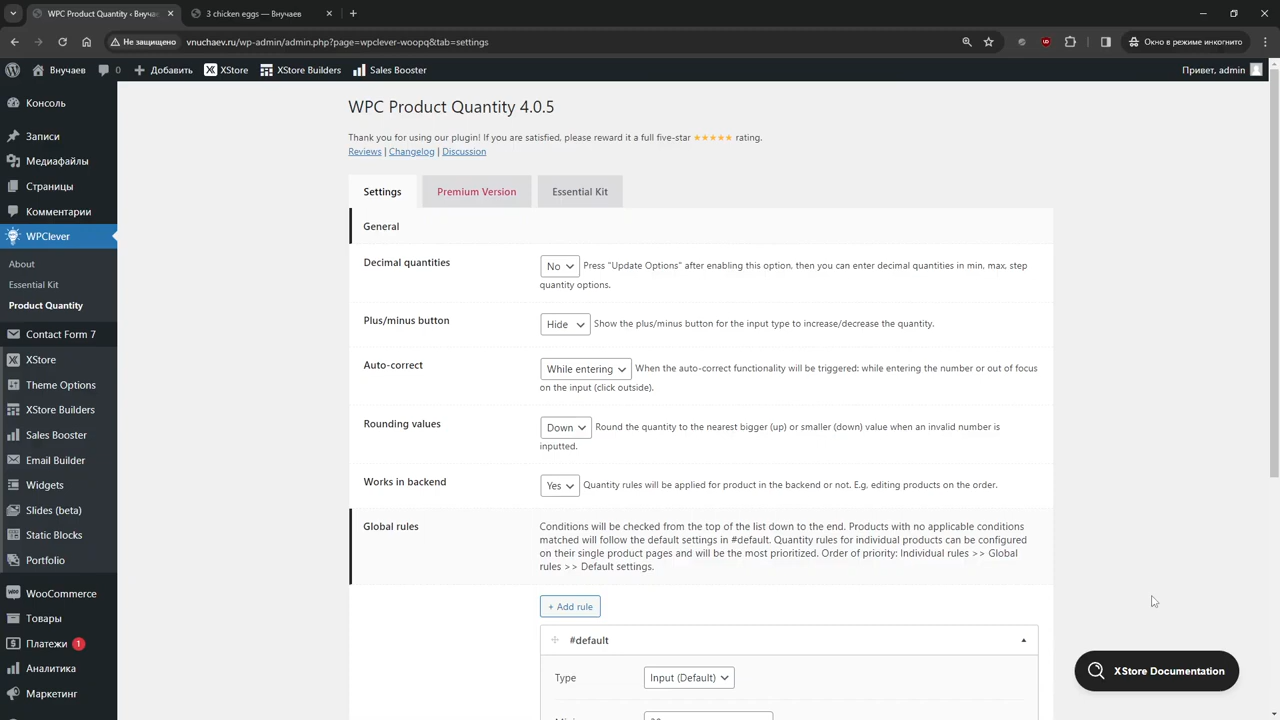 WPC Product Quantity ‹ Внучаев
3 chicken eggs — Внучаев
Не защищено
vnuchaev.ru/wp-admin/admin.php?page=wpclever-woopq&tab=settings
Окно в режиме инкогнито
Внучаев
0
Добавить
XStore
XStore Builders
Sales Booster
Привет, admin
Консоль
Записи
Медиафайлы
Страницы
Комментарии
WPClever
About
Essential Kit
Product Quantity
Contact Form 7
XStore
Theme Options
XStore Builders
Sales Booster
Email Builder
Widgets
Slides (beta)
Static Blocks
Portfolio
WooCommerce
Товары
Платежи 1
Аналитика
Маркетинг
WPC Product Quantity 4.0.5
Thank you for using our plugin! If you are satisfied, please reward it a full five-star ★★★★★ rating.
Reviews | Changelog | Discussion
Settings
Premium Version
Essential Kit
General
Decimal quantities
No
Press "Update Options" after enabling this option, then you can enter decimal quantities in min, max, step
quantity options.
Plus/minus button
Hide
Show the plus/minus button for the input type to increase/decrease the quantity.
Auto-correct
While entering
When the auto-correct functionality will be triggered: while entering the number or out of focus
on the input (click outside).
Rounding values
Down
Round the quantity to the nearest bigger (up) or smaller (down) value when an invalid number is
inputted.
Works in backend
Yes
Quantity rules will be applied for product in the backend or not. E.g, editing products on the order.
Global rules
Conditions will be checked from the top of the list down to the end. Products with no applicable conditions
matched will follow the default settings in #default. Quantity rules for individual products can be configured
on their single product pages and will be the most prioritized. Order of priority: Individual rules >> Global
rules >> Default settings.
+ Add rule
#default
Type
Input (Default)
XStore Documentation